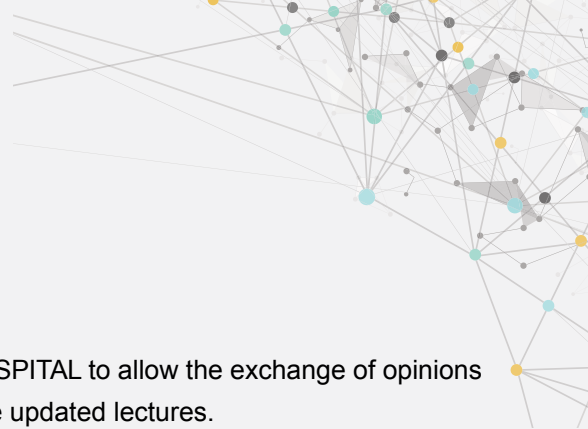 SPITAL to allow the exchange of opinions
updated lectures.